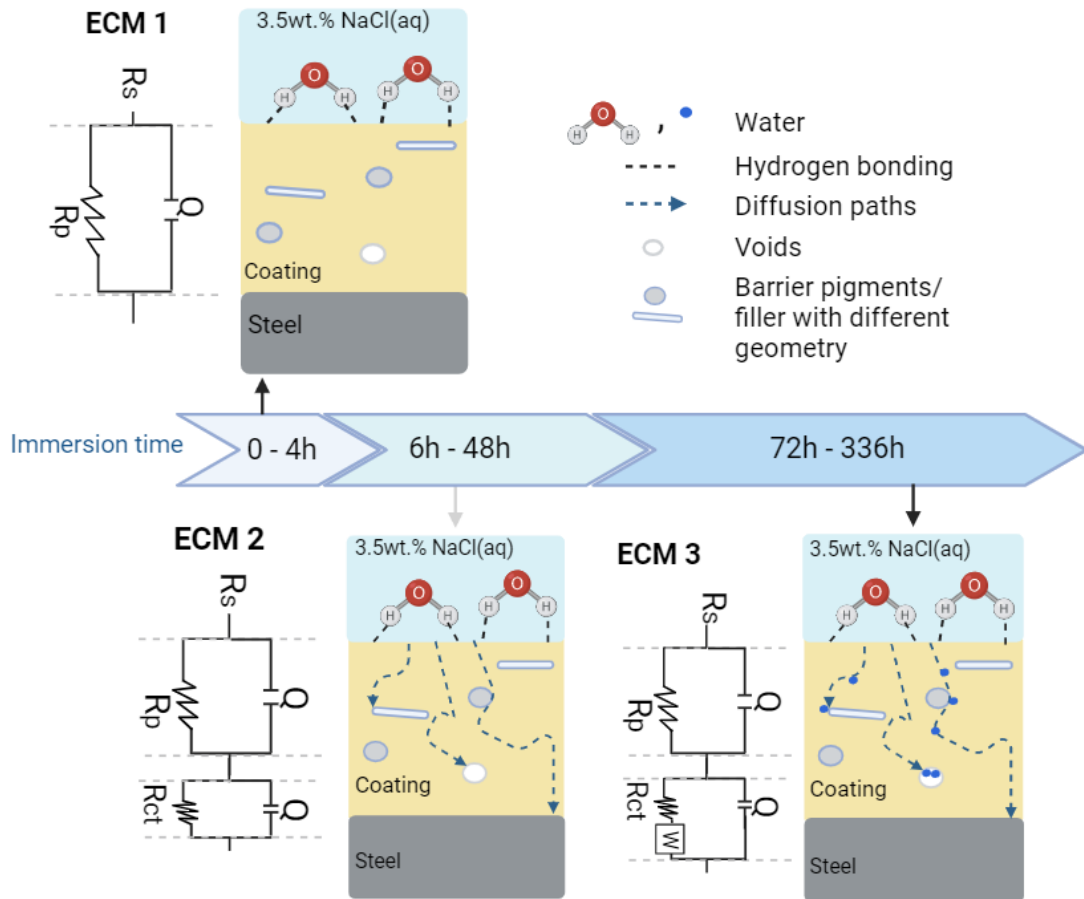 ECM 1
3.5wt.% NaCl(aq)
O
H
H
O
H
H
Rs
Rp
Q
Coating
Steel
O
H
H
, Water
Hydrogen bonding
Diffusion paths
Voids
Barrier pigments/
filler with different
geometry
Immersion time
0 - 4h
6h - 48h
72h - 336h
ECM 2
3.5wt.% NaCl(aq)
O
H
H
O
H
H
Rs
Rp
Q
Rct
Q
Coating
Steel
ECM 3
3.5wt.% NaCl(aq)
O
H
H
O
H
H
Rs
Rp
Q
Rct
Q
W
Coating
Steel